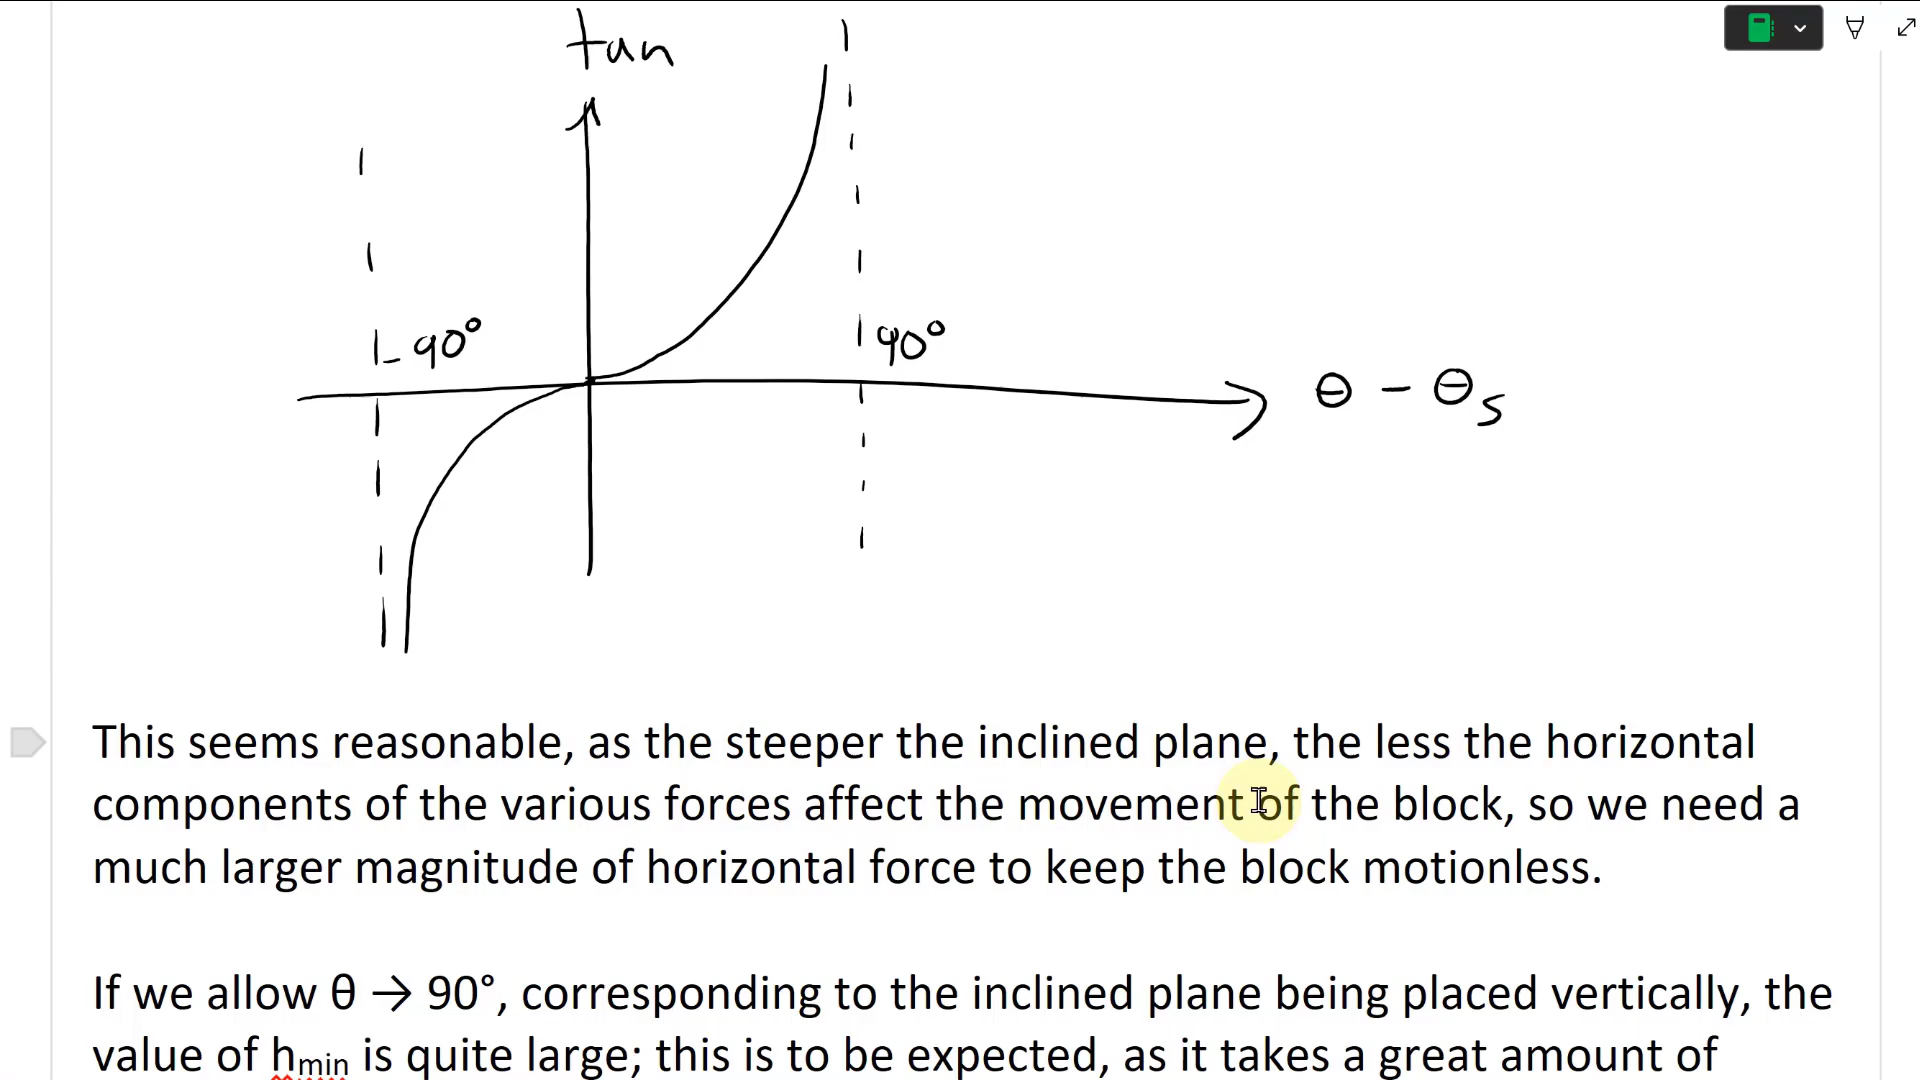 tan
- 90°
90°
θ - θs
This seems reasonable, as the steeper the inclined plane, the less the horizontal
components of the various forces affect the movement of the block, so we need a
much larger magnitude of horizontal force to keep the block motionless.
If we allow θ → 90°, corresponding to the inclined plane being placed vertically, the
value of hmin is quite large; this is to be expected, as it takes a great amount of